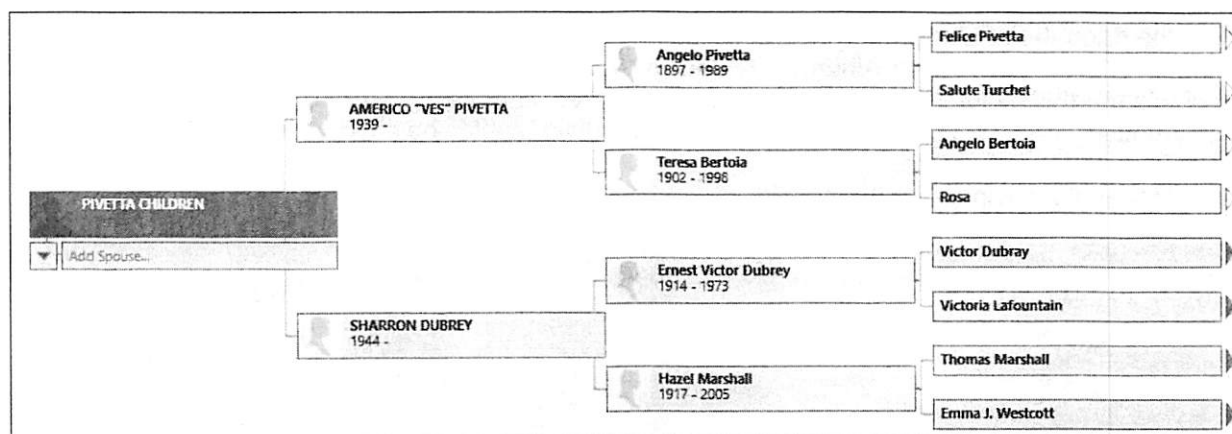 PIVETTA CHILDREN
Add Spouse...
AMERICO "VES" PIVETTA
1939 -
SHARRON DUBREY
1944 -
Angelo Pivetta
1897 - 1989
Teresa Bertoia
1902 - 1998
Ernest Victor Dubrey
1914 - 1973
Hazel Marshall
1917 - 2005
Felice Pivetta
Salute Turchet
Angelo Bertoia
Rosa
Victor Dubray
Victoria Lafountain
Thomas Marshall
Emma J. Westcott